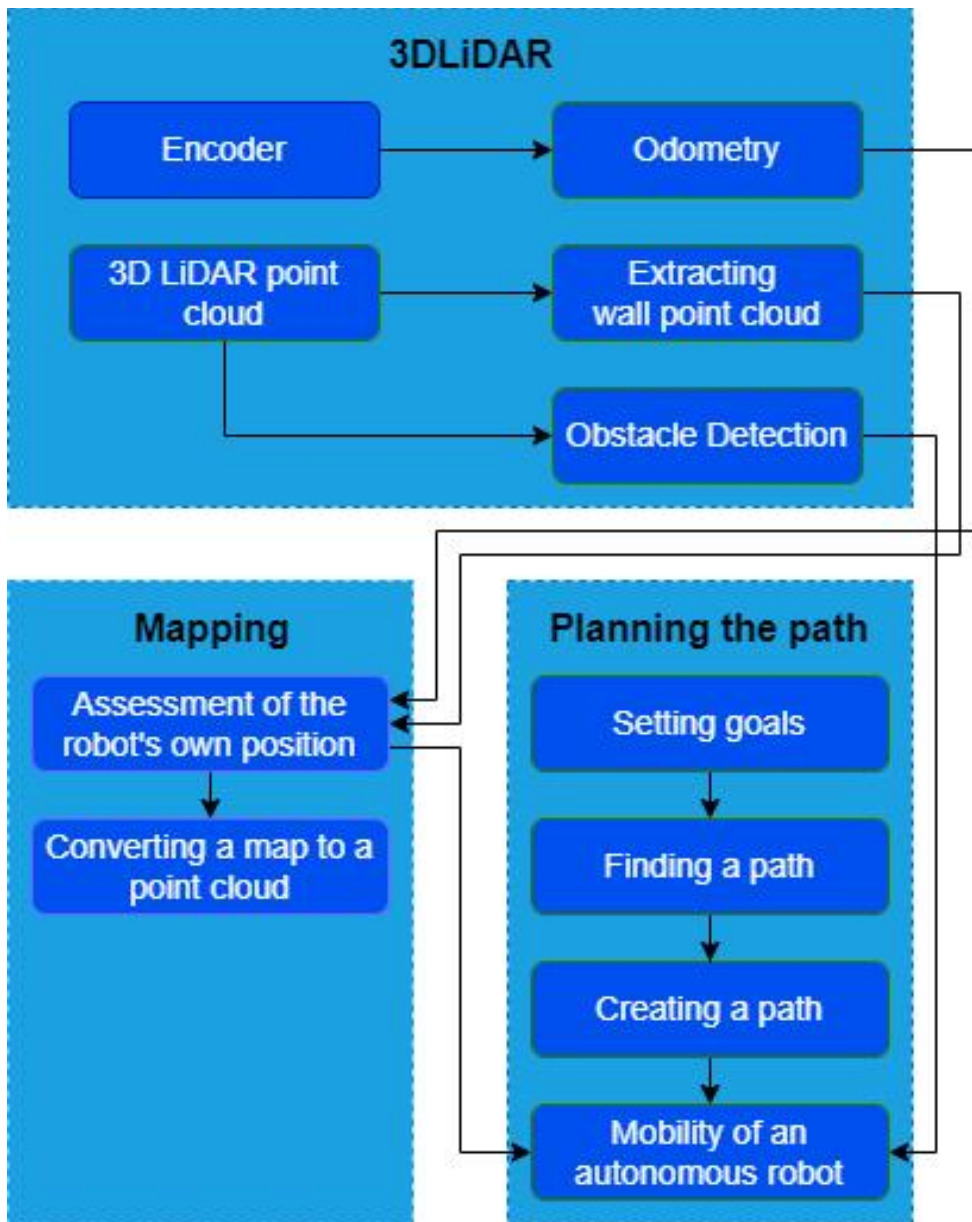 3DLiDAR
Encoder
Odometry
3D LiDAR point
cloud
Extracting
wall point cloud
Obstacle Detection
Mapping
Assessment of the
robot's own position
Converting a map to a
point cloud
Planning the path
Setting goals
Finding a path
Creating a path
Mobility of an
autonomous robot